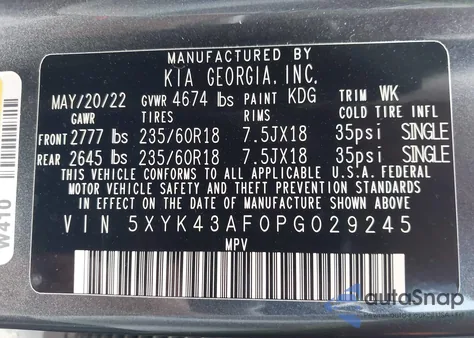 MANUFACTURED BY
KIA GEORGIA, INC.
MAY/20/22 GVWR 4674 lbs PAINT KDG TRIM WK
GAWR TIRES RIMS COLD TIRE INFL
FRONT 2777 lbs 235/60R18 7.5JX18 35psi SINGLE
REAR 2645 lbs 235/60R18 7.5JX18 35psi SINGLE
THIS VEHICLE CONFORMS TO ALL APPLICABLE U.S.A. FEDERAL
MOTOR VEHICLE SAFETY AND THEFT PREVENTION STANDARDS
IN EFFECT ON THE DATE OF MANUFACTURE SHOWN ABOVE.
VIN 5XYK43AF0PG029245
MPV
W410
autoSnap